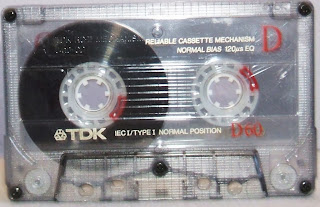 RELIABLE CASSETTE MECHANISM
NORMAL BIAS 120μs EQ
D
TDK
IEC I/TYPE I NORMAL POSITION
D60